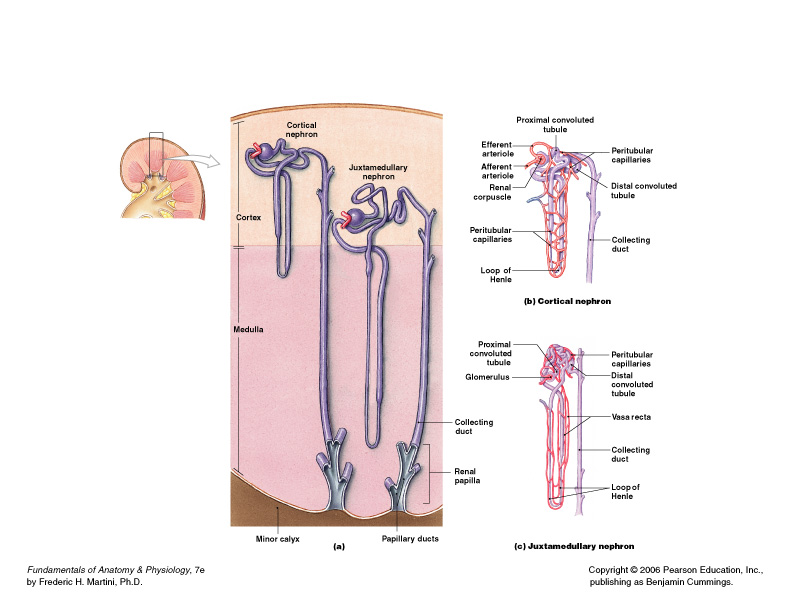 Cortical
nephron
Juxtamedullary
nephron
Cortex
Medulla
Collecting
duct
Renal
papilla
Minor calyx
Papillary ducts
(a)
Proximal convoluted
tubule
Efferent
arteriole
Afferent
arteriole
Renal
corpuscle
Peritubular
capillaries
Distal convoluted
tubule
Peritubular
capillaries
Collecting
duct
Loop of
Henle
(b) Cortical nephron
Proximal
convoluted
tubule
Glomerulus
Peritubular
capillaries
Distal
convoluted
tubule
Vasa recta
Collecting
duct
Loop of
Henle
(c) Juxtamedullary nephron
Fundamentals of Anatomy & Physiology, 7e
by Frederic H. Martini, Ph.D.
Copyright © 2006 Pearson Education, Inc.,
publishing as Benjamin Cummings.